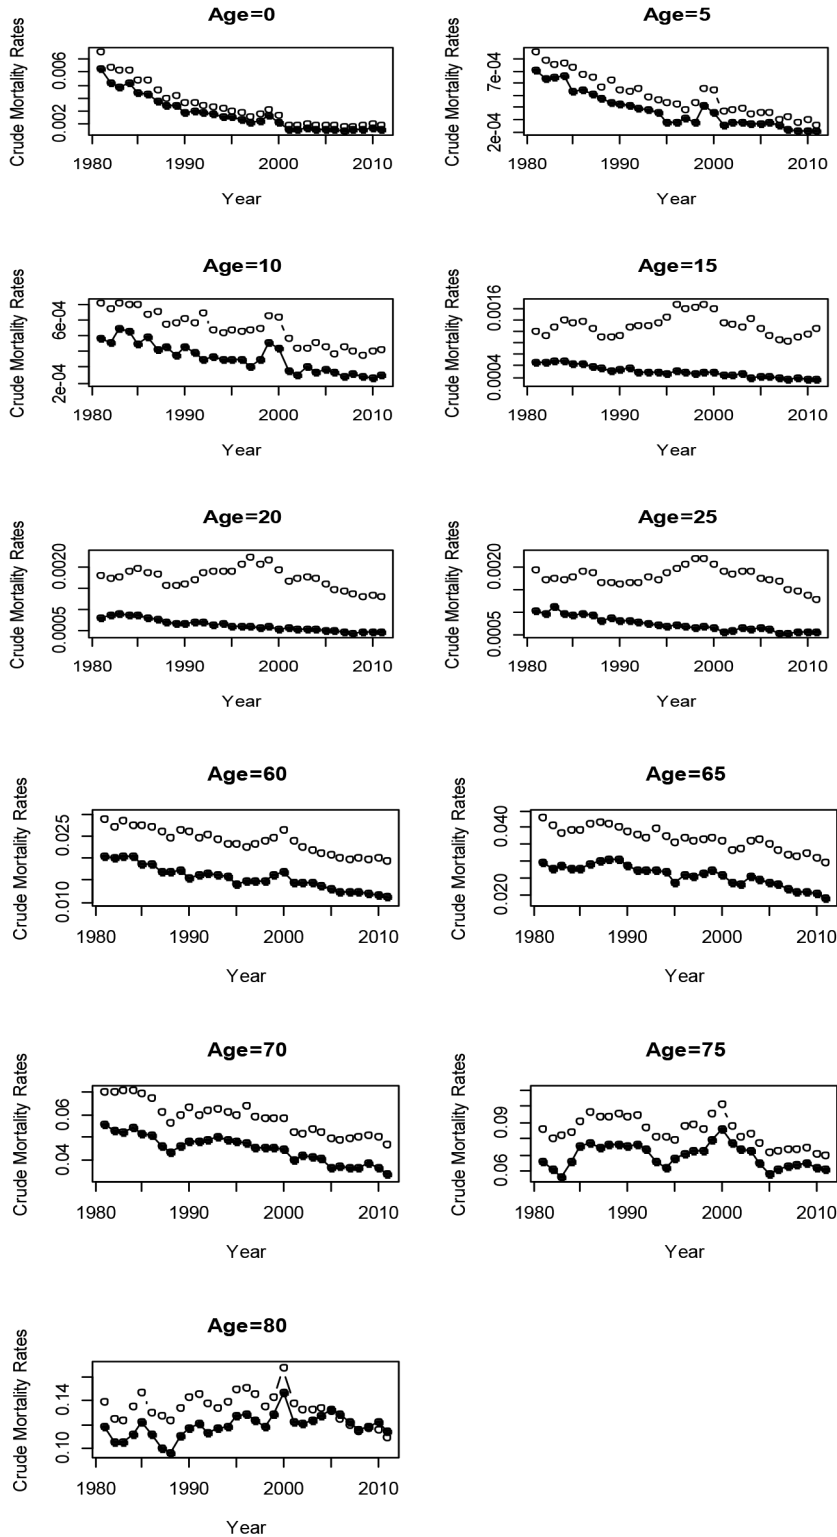 Age=0
Crude Mortality Rates
0.006
0.002
1980 1990 2000 2010
Year
Age=5
Crude Mortality Rates
7e-04
2e-04
1980 1990 2000 2010
Year
Age=10
Crude Mortality Rates
6e-04
2e-04
1980 1990 2000 2010
Year
Age=15
Crude Mortality Rates
0.0016
0.0004
1980 1990 2000 2010
Year
Age=20
Crude Mortality Rates
0.0020
0.0005
1980 1990 2000 2010
Year
Age=25
Crude Mortality Rates
0.0020
0.0005
1980 1990 2000 2010
Year
Age=60
Crude Mortality Rates
0.025
0.010
1980 1990 2000 2010
Year
Age=65
Crude Mortality Rates
0.040
0.020
1980 1990 2000 2010
Year
Age=70
Crude Mortality Rates
0.06
0.04
1980 1990 2000 2010
Year
Age=75
Crude Mortality Rates
0.09
0.06
1980 1990 2000 2010
Year
Age=80
Crude Mortality Rates
0.14
0.10
1980 1990 2000 2010
Year